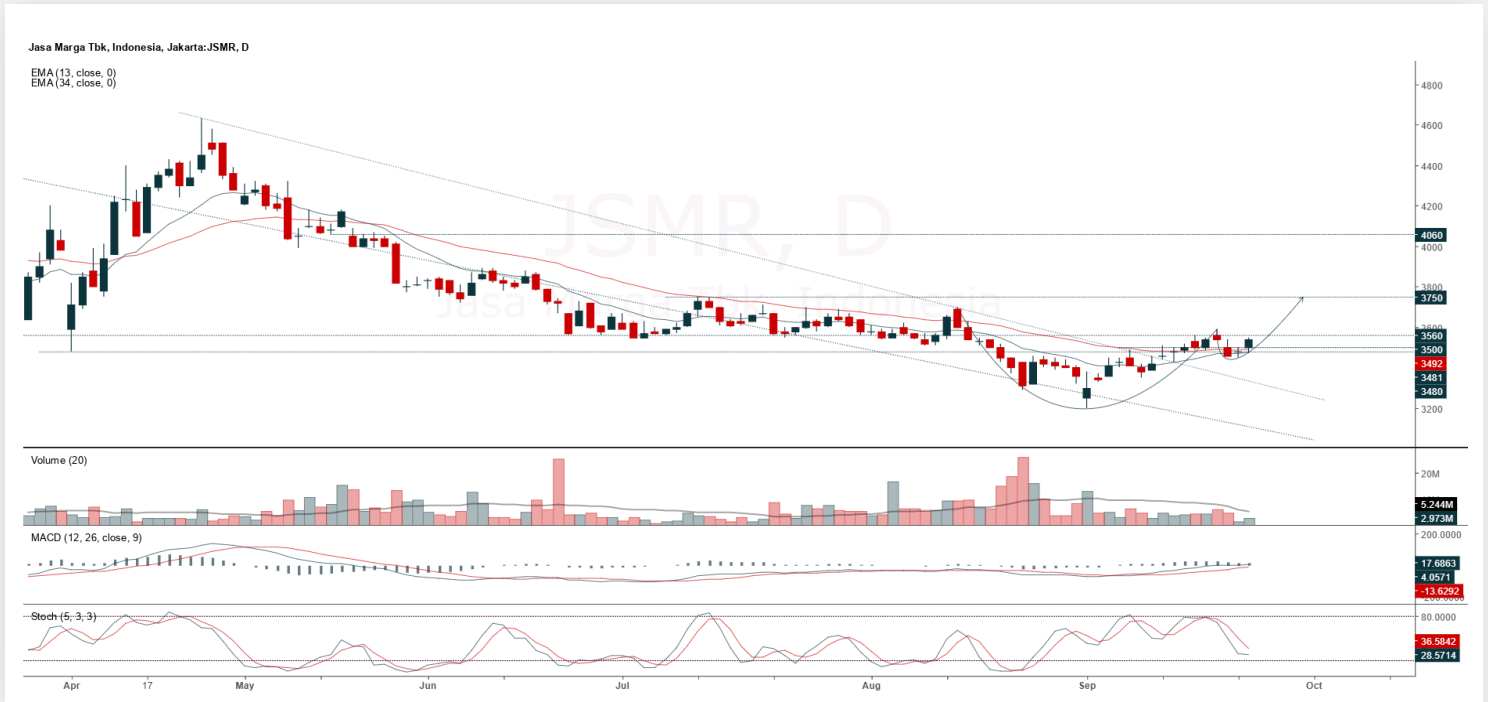 Jasa Marga Tbk, Indonesia, Jakarta:JSMR, D
EMA (13, close, 0)
EMA (34, close, 0)
JSMR, D
Jasa Marga Tbk, Indonesia
4800
4600
4400
4200
4060
4000
3800
3750
3600
3560
3500
3492
3481
3480
3200
Volume (20)
20M
5.244M
2.973M
MACD (12, 26, close, 9)
200.0000
17.6863
4.0571
-13.6292
Stoch (5, 3, 3)
80.0000
36.5842
28.5714
Apr
17
May
Jun
Jul
Aug
Sep
Oct